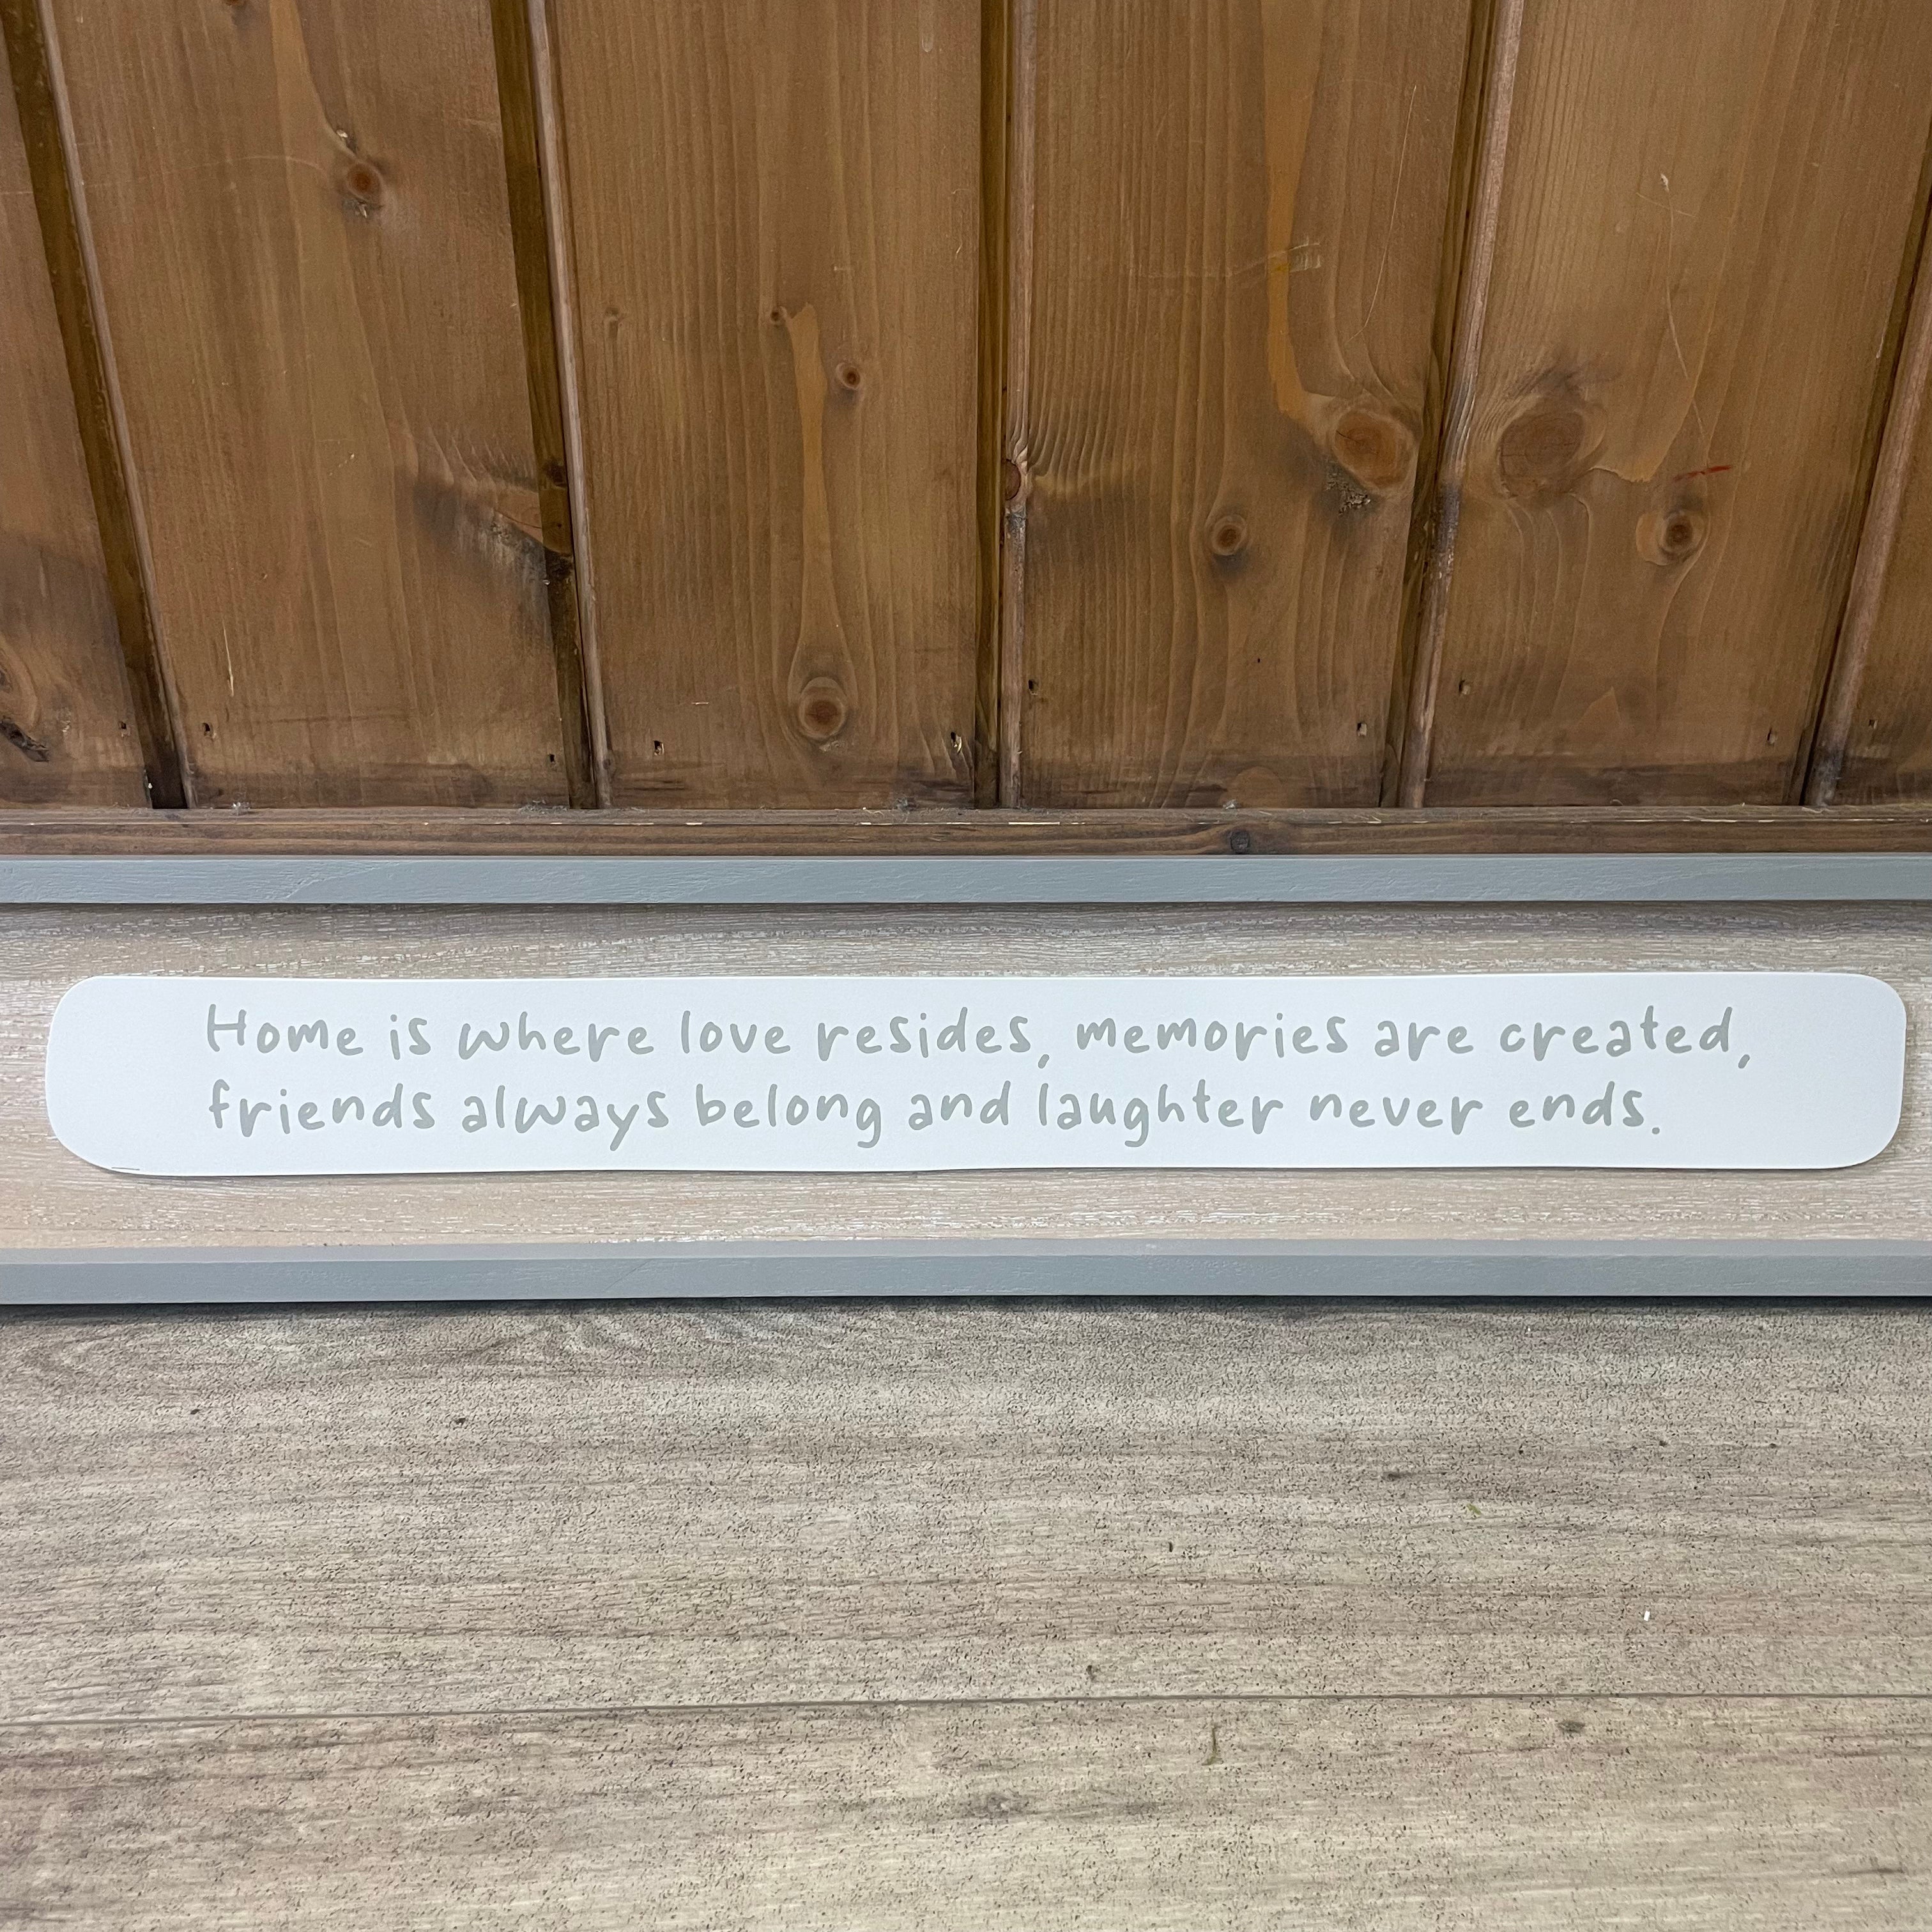 Home is where love resides, memories are created,
friends always belong and laughter never ends.